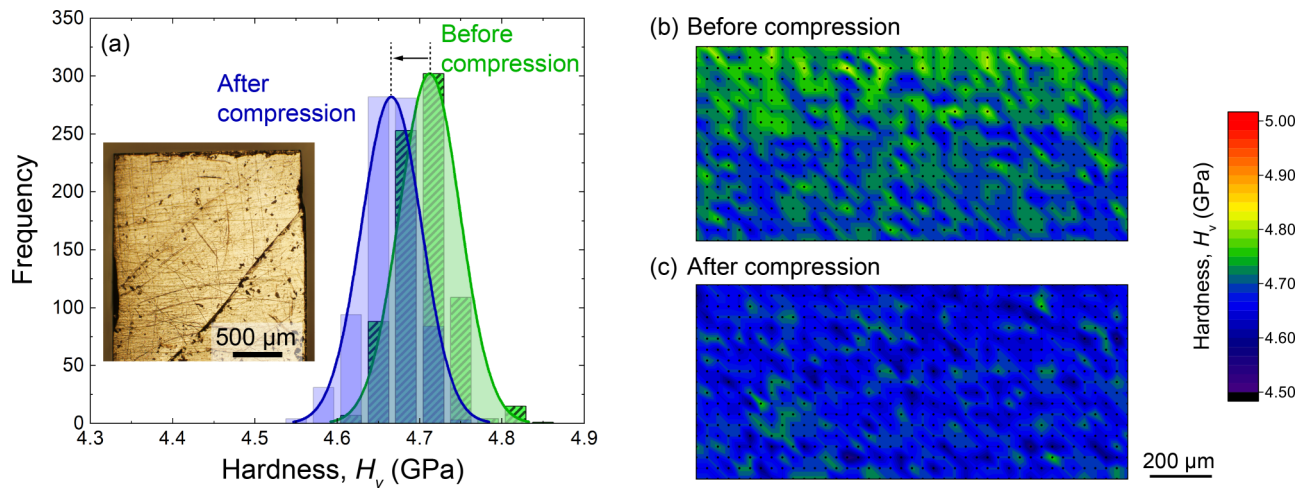 (a)
Before
compression
After
compression
350
300
250
200
150
100
50
0
Frequency
500 µm
4.3 4.4 4.5 4.6 4.7 4.8 4.9
Hardness, Hv (GPa)
(b) Before compression
(c) After compression
5.00
4.90
4.80
4.70
4.60
4.50
Hardness, Hv (GPa)
200 µm